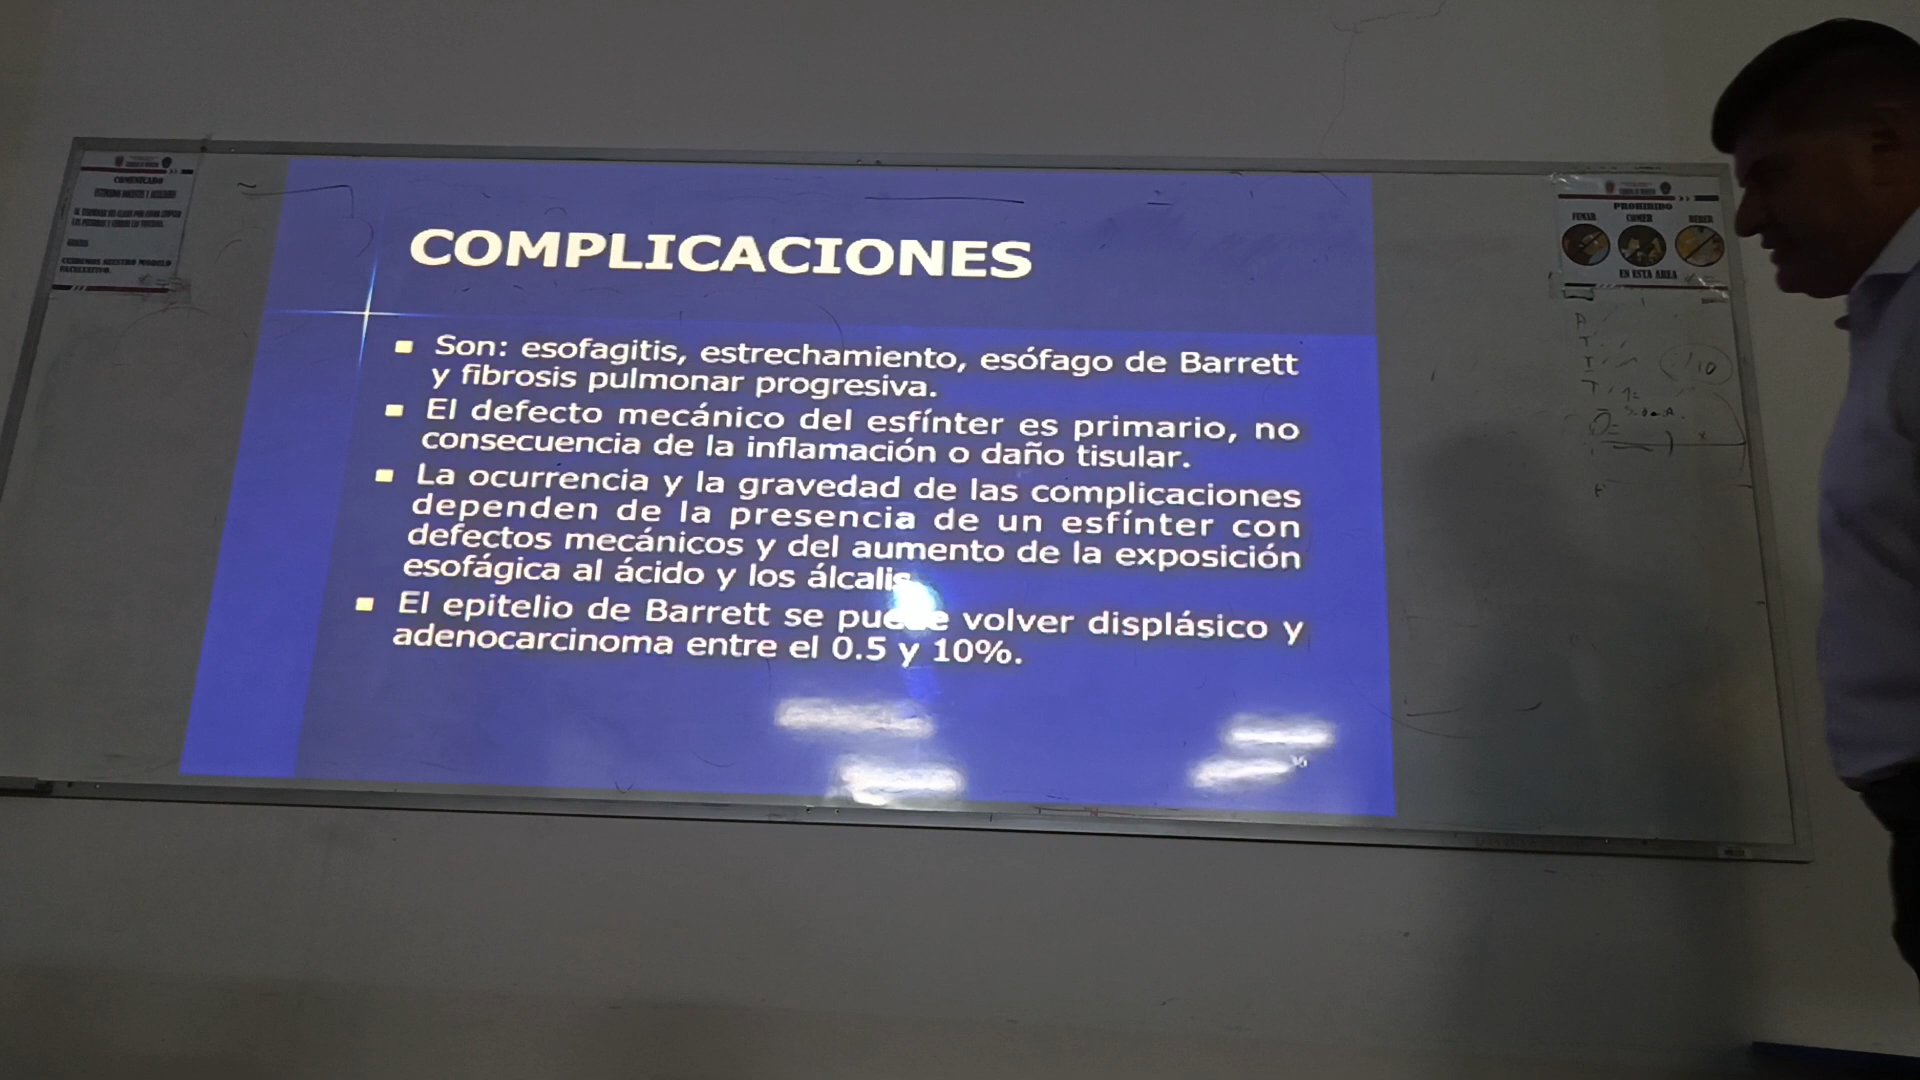 COMPLICACIONES
Son: esofagitis, estrechamiento, esófago de Barrett
y fibrosis pulmonar progresiva.
El defecto mecánico del esfínter es primario, no
consecuencia de la inflamación o daño tisular.
La ocurrencia y la gravedad de las complicaciones
dependen de la presencia de un esfínter con
defectos mecánicos y del aumento de la exposición
esofágica al ácido y los álcalis.
El epitelio de Barrett se puede volver displásico y
adenocarcinoma entre el 0.5 y 10%.
COMUNICADO
PROHIBIDO
FUMAR COMER BEBER
EN ESTA AREA